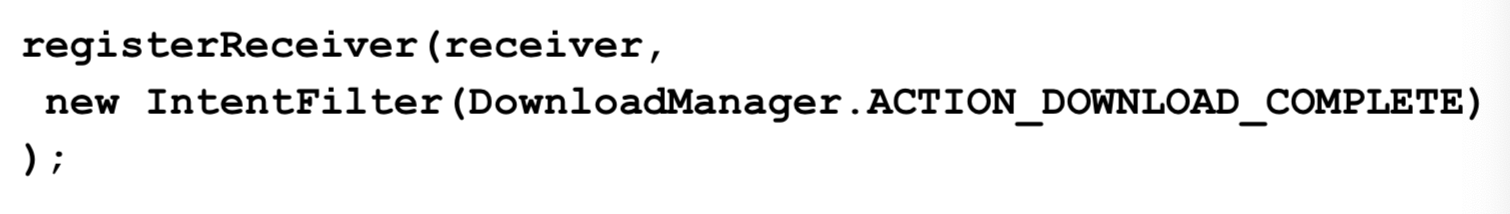 registerReceiver(receiver,
 new IntentFilter(DownloadManager.ACTION_DOWNLOAD_COMPLETE)
);